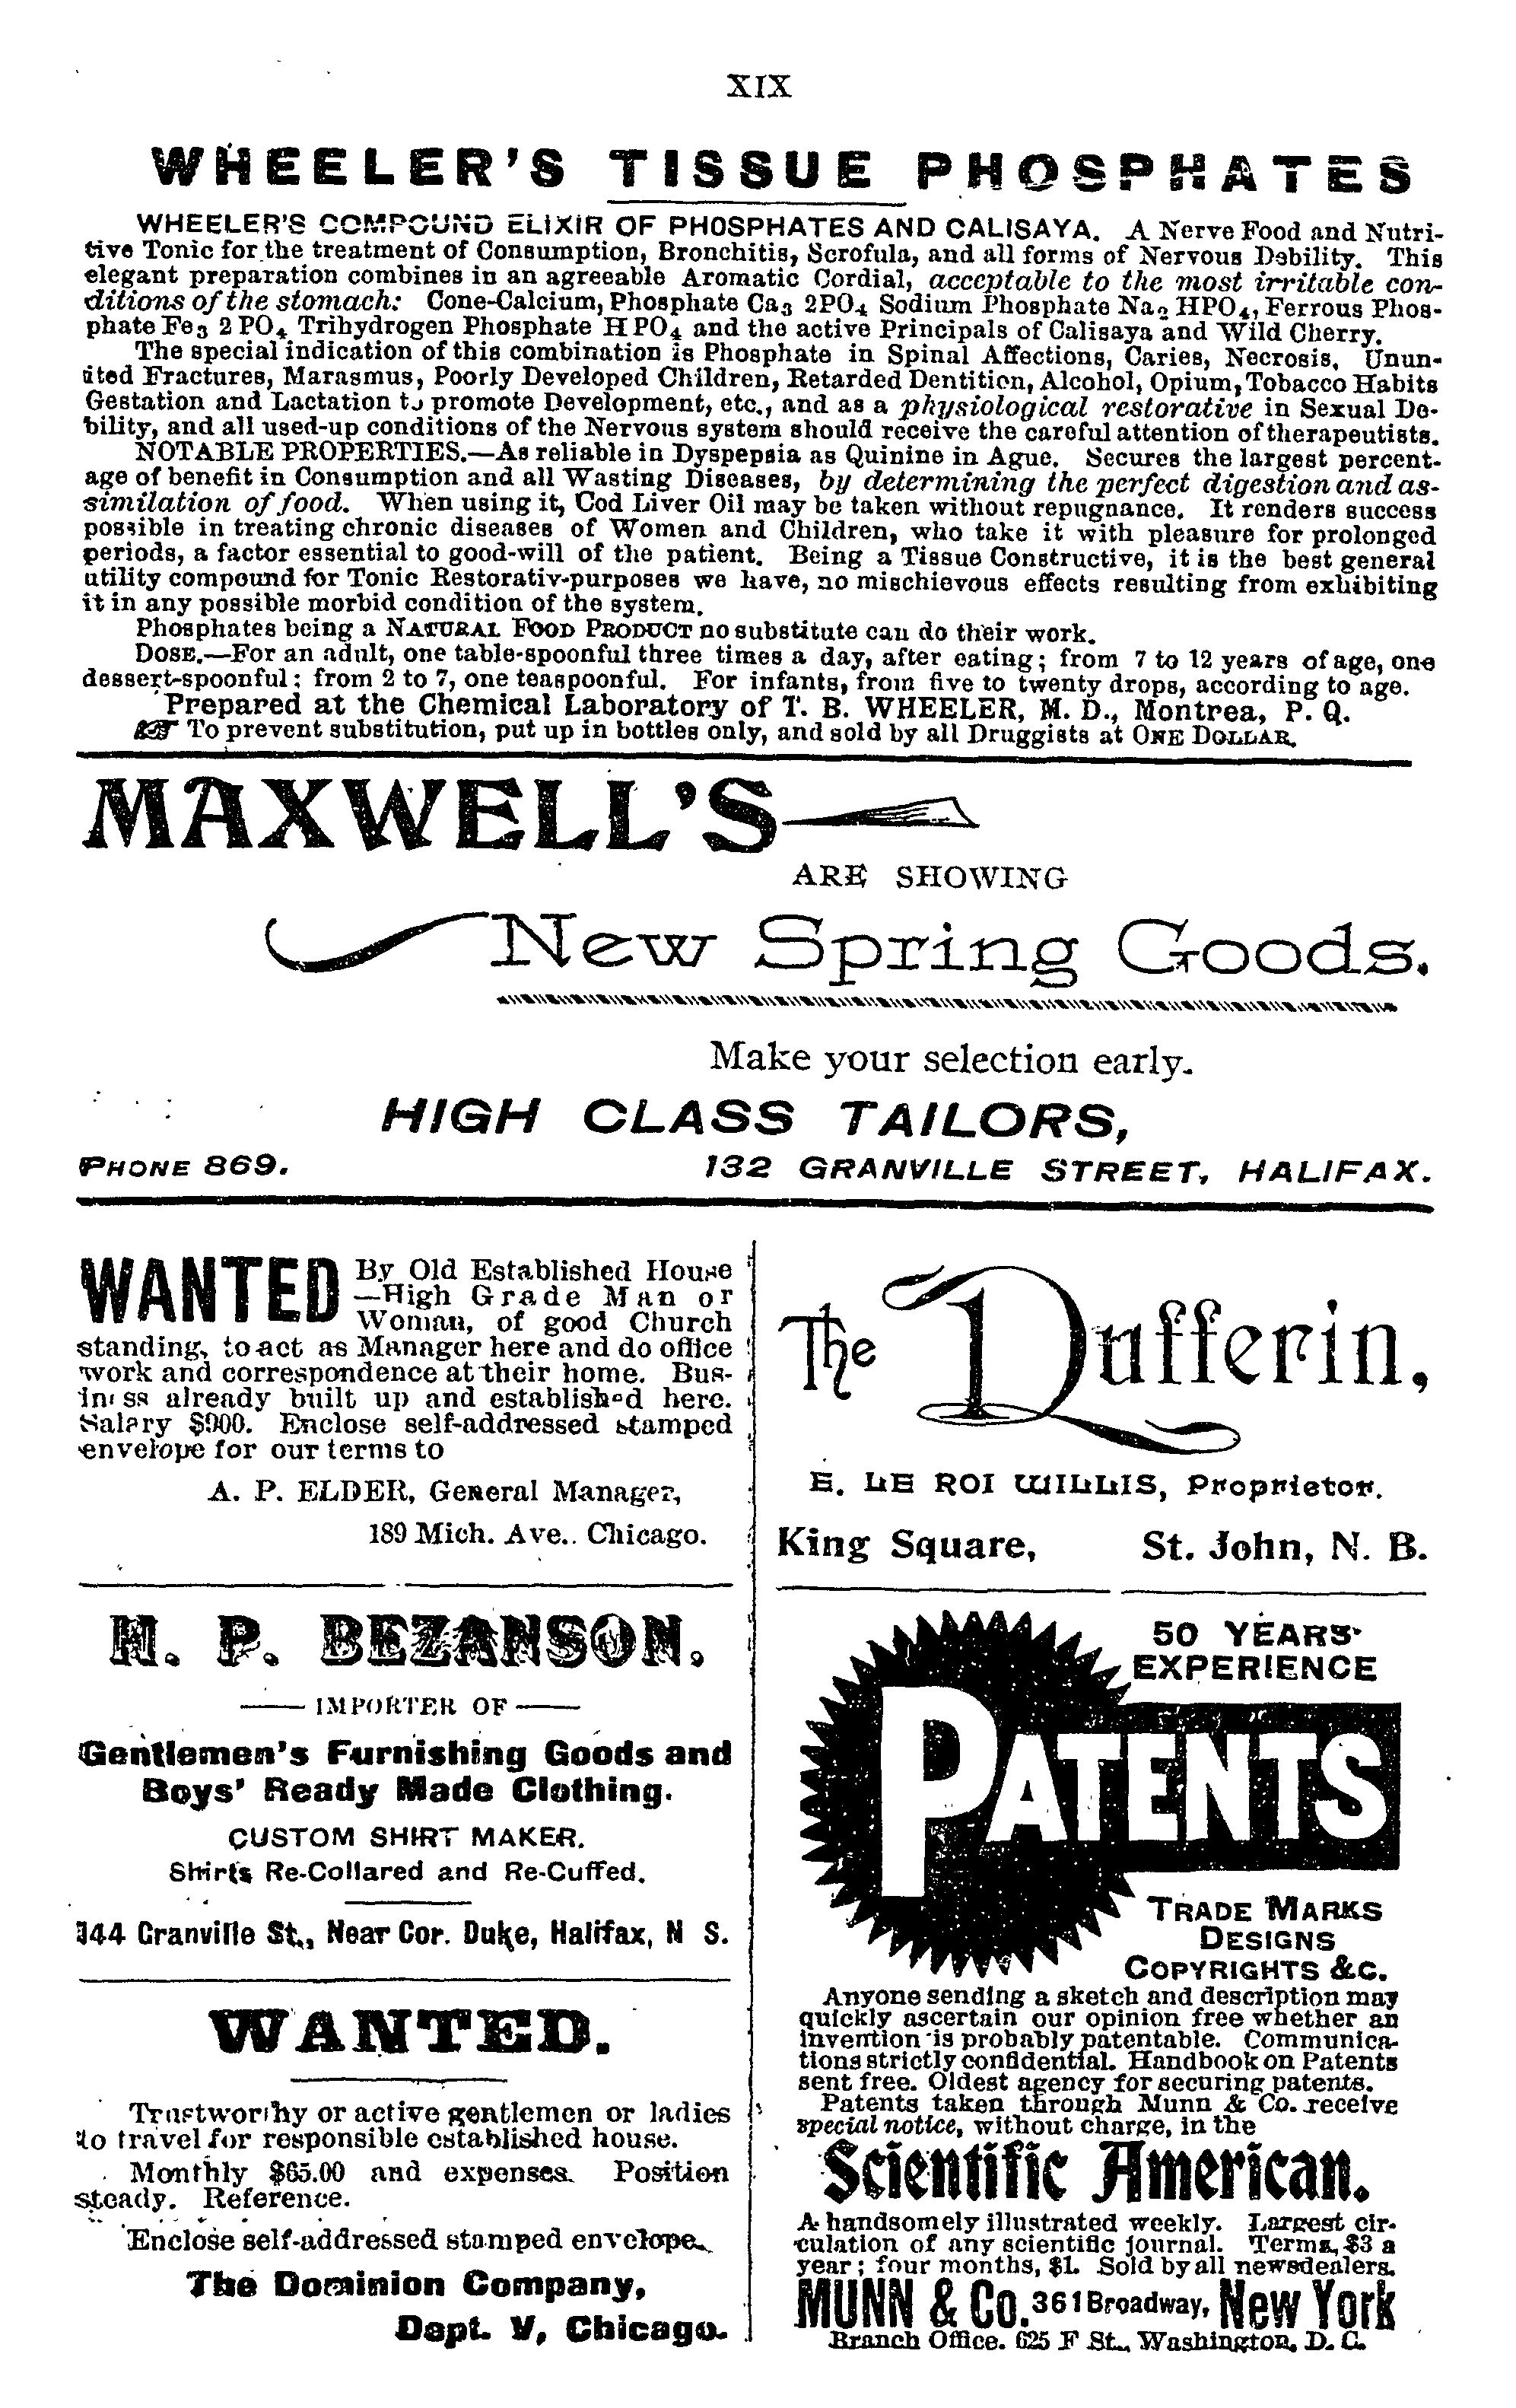 XIX
WHEELER'S TISSUE PHOSPHATES
WHEELER'S COMPOUND ELIXIR OF PHOSPHATES AND CALISAYA. A Nerve Food and Nutri-
tive Tonic for the treatment of Consumption, Bronchitis, Scrofula, and all forms of Nervous Debility. This
elegant preparation combines in an agreeable Aromatic Cordial, acceptable to the most irritable con-
ditions of the stomach: Cone-Calcium, Phosphate Ca3 2PO4 Sodium Phosphate Na2 HPO4, Ferrous Phos-
phate Fe3 2 PO4 Trihydrogen Phosphate H PO4 and the active Principals of Calisaya and Wild Cherry.
The special indication of this combination is Phosphate in Spinal Affections, Caries, Necrosis, Unun-
ited Fractures, Marasmus, Poorly Developed Children, Retarded Dentition, Alcohol, Opium, Tobacco Habits
Gestation and Lactation to promote Development, etc., and as a physiological restorative in Sexual De-
bility, and all used-up conditions of the Nervous system should receive the careful attention of therapeutists.
NOTABLE PROPERTIES.—As reliable in Dyspepsia as Quinine in Ague. Secures the largest percent-
age of benefit in Consumption and all Wasting Diseases, by determining the perfect digestion and as-
similation of food. When using it, Cod Liver Oil may be taken without repugnance. It renders success
possible in treating chronic diseases of Women and Children, who take it with pleasure for prolonged
periods, a factor essential to good-will of the patient. Being a Tissue Constructive, it is the best general
utility compound for Tonic Restorativ-purposes we have, no mischievous effects resulting from exhibiting
it in any possible morbid condition of the system.
Phosphates being a NATURAL FOOD PRODUCT no substitute can do their work.
DOSE.—For an adult, one table-spoonful three times a day, after eating; from 7 to 12 years of age, one
dessert-spoonful; from 2 to 7, one teaspoonful. For infants, from five to twenty drops, according to age.
Prepared at the Chemical Laboratory of T. B. WHEELER, M. D., Montrea, P. Q.
☞ To prevent substitution, put up in bottles only, and sold by all Druggists at ONE DOLLAR.
MAXWELL'S
ARE SHOWING
New Spring Goods.
Make your selection early.
HIGH CLASS TAILORS,
PHONE 869. 132 GRANVILLE STREET, HALIFAX.
WANTED By Old Established House
—High Grade Man or
Woman, of good Church
standing, to act as Manager here and do office
work and correspondence at their home. Bus-
iness already built up and established here.
Salary $900. Enclose self-addressed stamped
envelope for our terms to
A. P. ELDER, General Manager,
189 Mich. Ave.. Chicago.
H. P. BEZANSON,
IMPORTER OF
Gentlemen's Furnishing Goods and
Boys' Ready Made Clothing.
CUSTOM SHIRT MAKER.
Shirts Re-Collared and Re-Cuffed.
144 Granville St., Near Cor. Duke, Halifax, N S.
WANTED.
Trustworthy or active gentlemen or ladies
to travel for responsible established house.
Monthly $65.00 and expenses. Position
steady. Reference.
Enclose self-addressed stamped envelope.
The Dominion Company,
Dept. V, Chicago.
The Dufferin,
E. LE ROI WILLIS, Proprietor.
King Square, St. John, N. B.
50 YEARS'
EXPERIENCE
PATENTS
TRADE MARKS
DESIGNS
COPYRIGHTS &C.
Anyone sending a sketch and description may
quickly ascertain our opinion free whether an
invention is probably patentable. Communica-
tions strictly confidential. Handbook on Patents
sent free. Oldest agency for securing patents.
Patents taken through Munn & Co. receive
special notice, without charge, in the
Scientific American.
A handsomely illustrated weekly. Largest cir-
culation of any scientific journal. Terms, $3 a
year; four months, $1. Sold by all newsdealers.
MUNN & Co. 361 Broadway, New York
Branch Office. 625 F St., Washington, D. C.